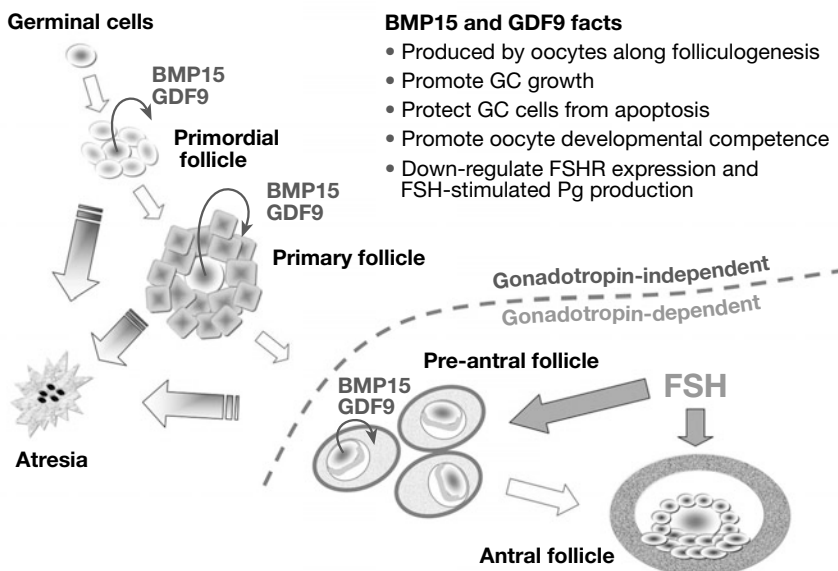 Germinal cells
BMP15
GDF9
Primordial
follicle
BMP15
GDF9
Primary follicle
BMP15 and GDF9 facts
• Produced by oocytes along folliculogenesis
• Promote GC growth
• Protect GC cells from apoptosis
• Promote oocyte developmental competence
• Down-regulate FSHR expression and
FSH-stimulated Pg production
Gonadotropin-independent
Gonadotropin-dependent
Pre-antral follicle
BMP15
GDF9
FSH
Atresia
Antral follicle